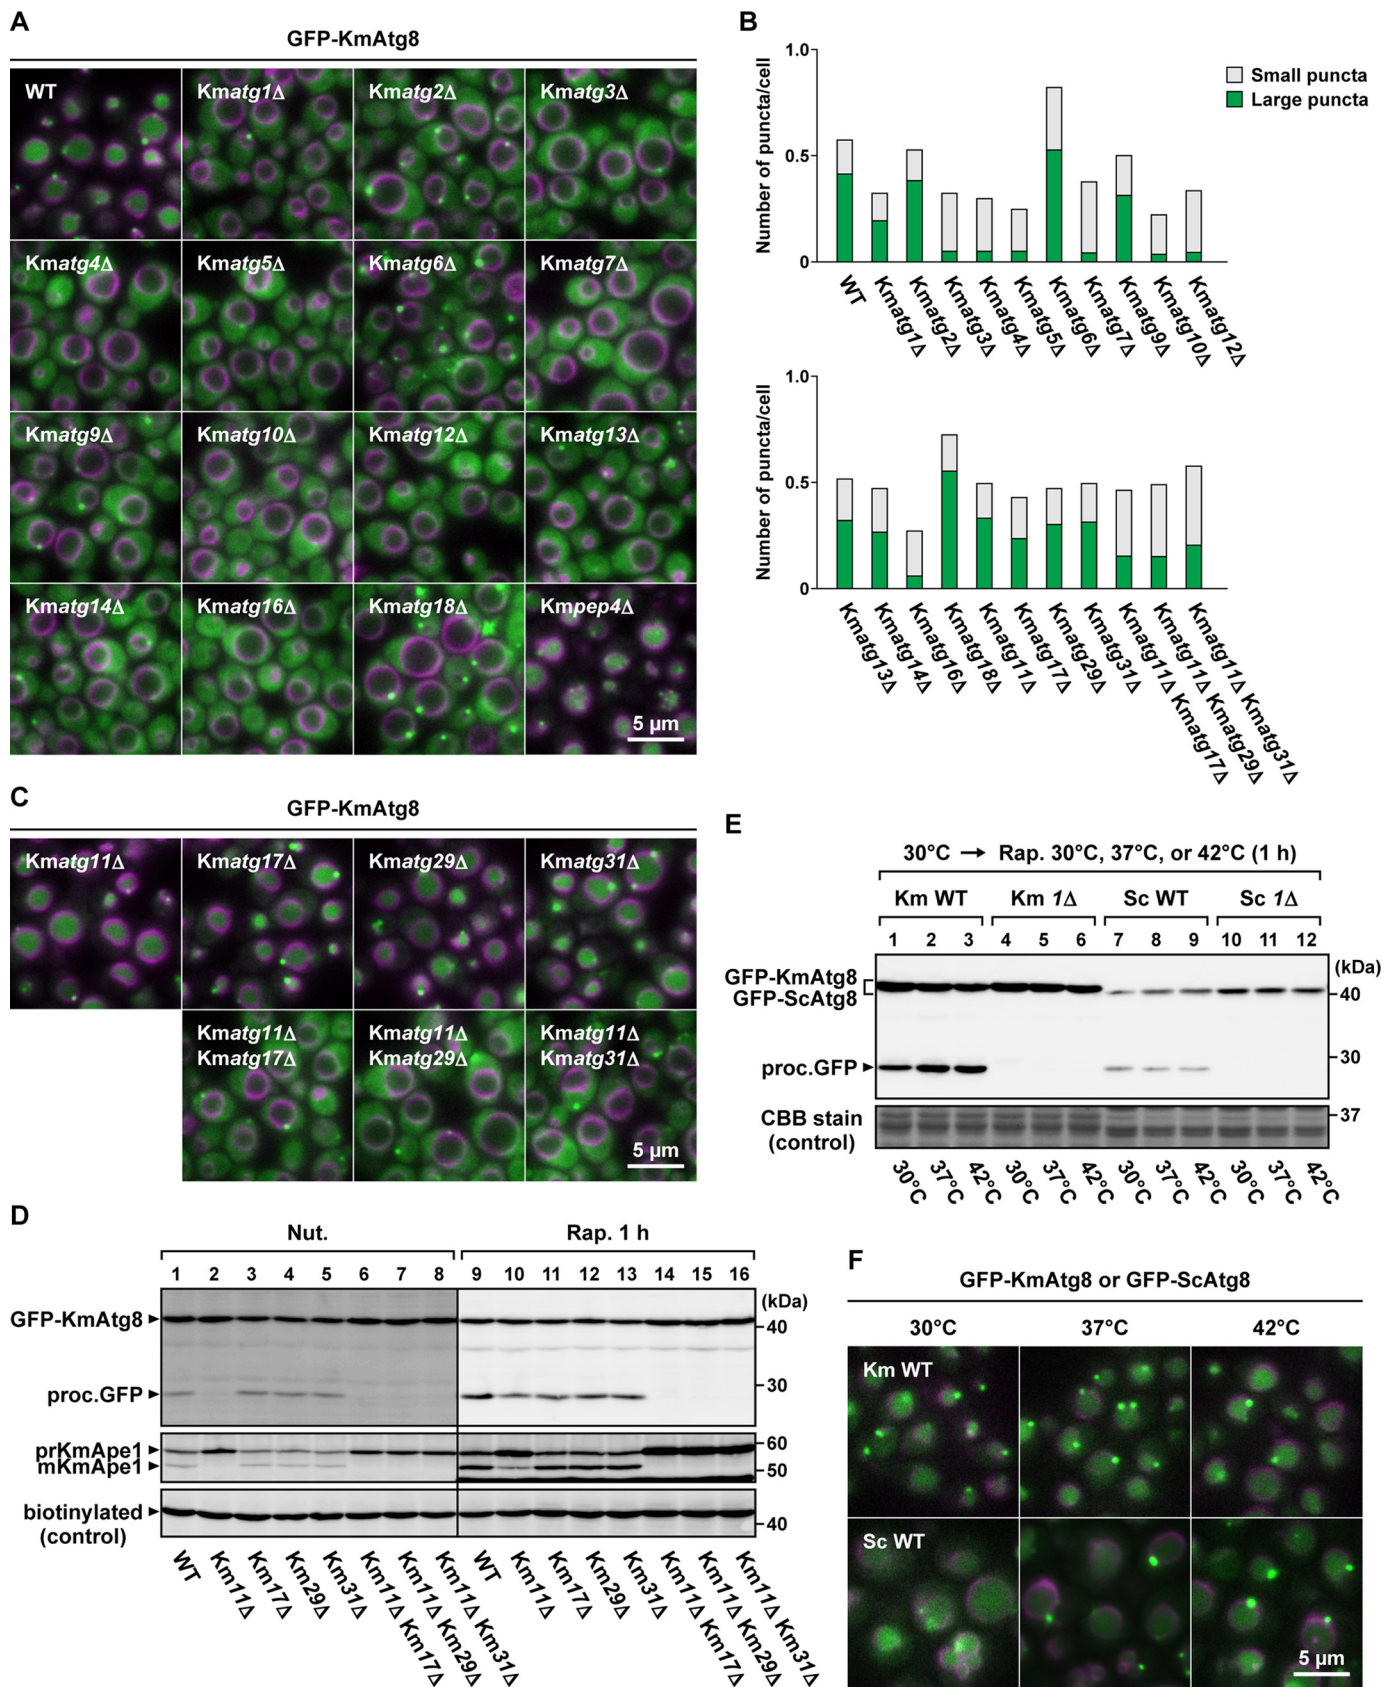 A
GFP-KmAtg8
WT
Kmatg1Δ
Kmatg2Δ
Kmatg3Δ
Kmatg4Δ
Kmatg5Δ
Kmatg6Δ
Kmatg7Δ
Kmatg9Δ
Kmatg10Δ
Kmatg12Δ
Kmatg13Δ
Kmatg14Δ
Kmatg16Δ
Kmatg18Δ
Kmpep4Δ
5 µm
B
Number of puncta/cell
1.0
0.5
0
Small puncta
Large puncta
WT
Kmatg1Δ
Kmatg2Δ
Kmatg3Δ
Kmatg4Δ
Kmatg5Δ
Kmatg6Δ
Kmatg7Δ
Kmatg9Δ
Kmatg10Δ
Kmatg12Δ
Number of puncta/cell
1.0
0.5
0
Kmatg13Δ
Kmatg14Δ
Kmatg16Δ
Kmatg18Δ
Kmatg11Δ
Kmatg17Δ
Kmatg29Δ
Kmatg31Δ
Kmatg11Δ Kmatg17Δ
Kmatg11Δ Kmatg29Δ
Kmatg11Δ Kmatg31Δ
C
GFP-KmAtg8
Kmatg11Δ
Kmatg17Δ
Kmatg29Δ
Kmatg31Δ
Kmatg11Δ
Kmatg17Δ
Kmatg11Δ
Kmatg29Δ
Kmatg11Δ
Kmatg31Δ
5 µm
D
Nut.
Rap. 1 h
1 2 3 4 5 6 7 8 9 10 11 12 13 14 15 16
(kDa)
GFP-KmAtg8
40
proc.GFP
30
prKmApe1
60
mKmApe1
50
biotinylated
(control)
40
WT
Km11Δ
Km17Δ
Km29Δ
Km31Δ
Km11Δ Km17Δ
Km11Δ Km29Δ
Km11Δ Km31Δ
WT
Km11Δ
Km17Δ
Km29Δ
Km31Δ
Km11Δ Km17Δ
Km11Δ Km29Δ
Km11Δ Km31Δ
E
30°C → Rap. 30°C, 37°C, or 42°C (1 h)
Km WT
Km 1Δ
Sc WT
Sc 1Δ
1 2 3 4 5 6 7 8 9 10 11 12
(kDa)
GFP-KmAtg8
GFP-ScAtg8
40
30
proc.GFP
CBB stain
(control)
37
30°C
37°C
42°C
30°C
37°C
42°C
30°C
37°C
42°C
30°C
37°C
42°C
F
GFP-KmAtg8 or GFP-ScAtg8
30°C
37°C
42°C
Km WT
Sc WT
5 µm